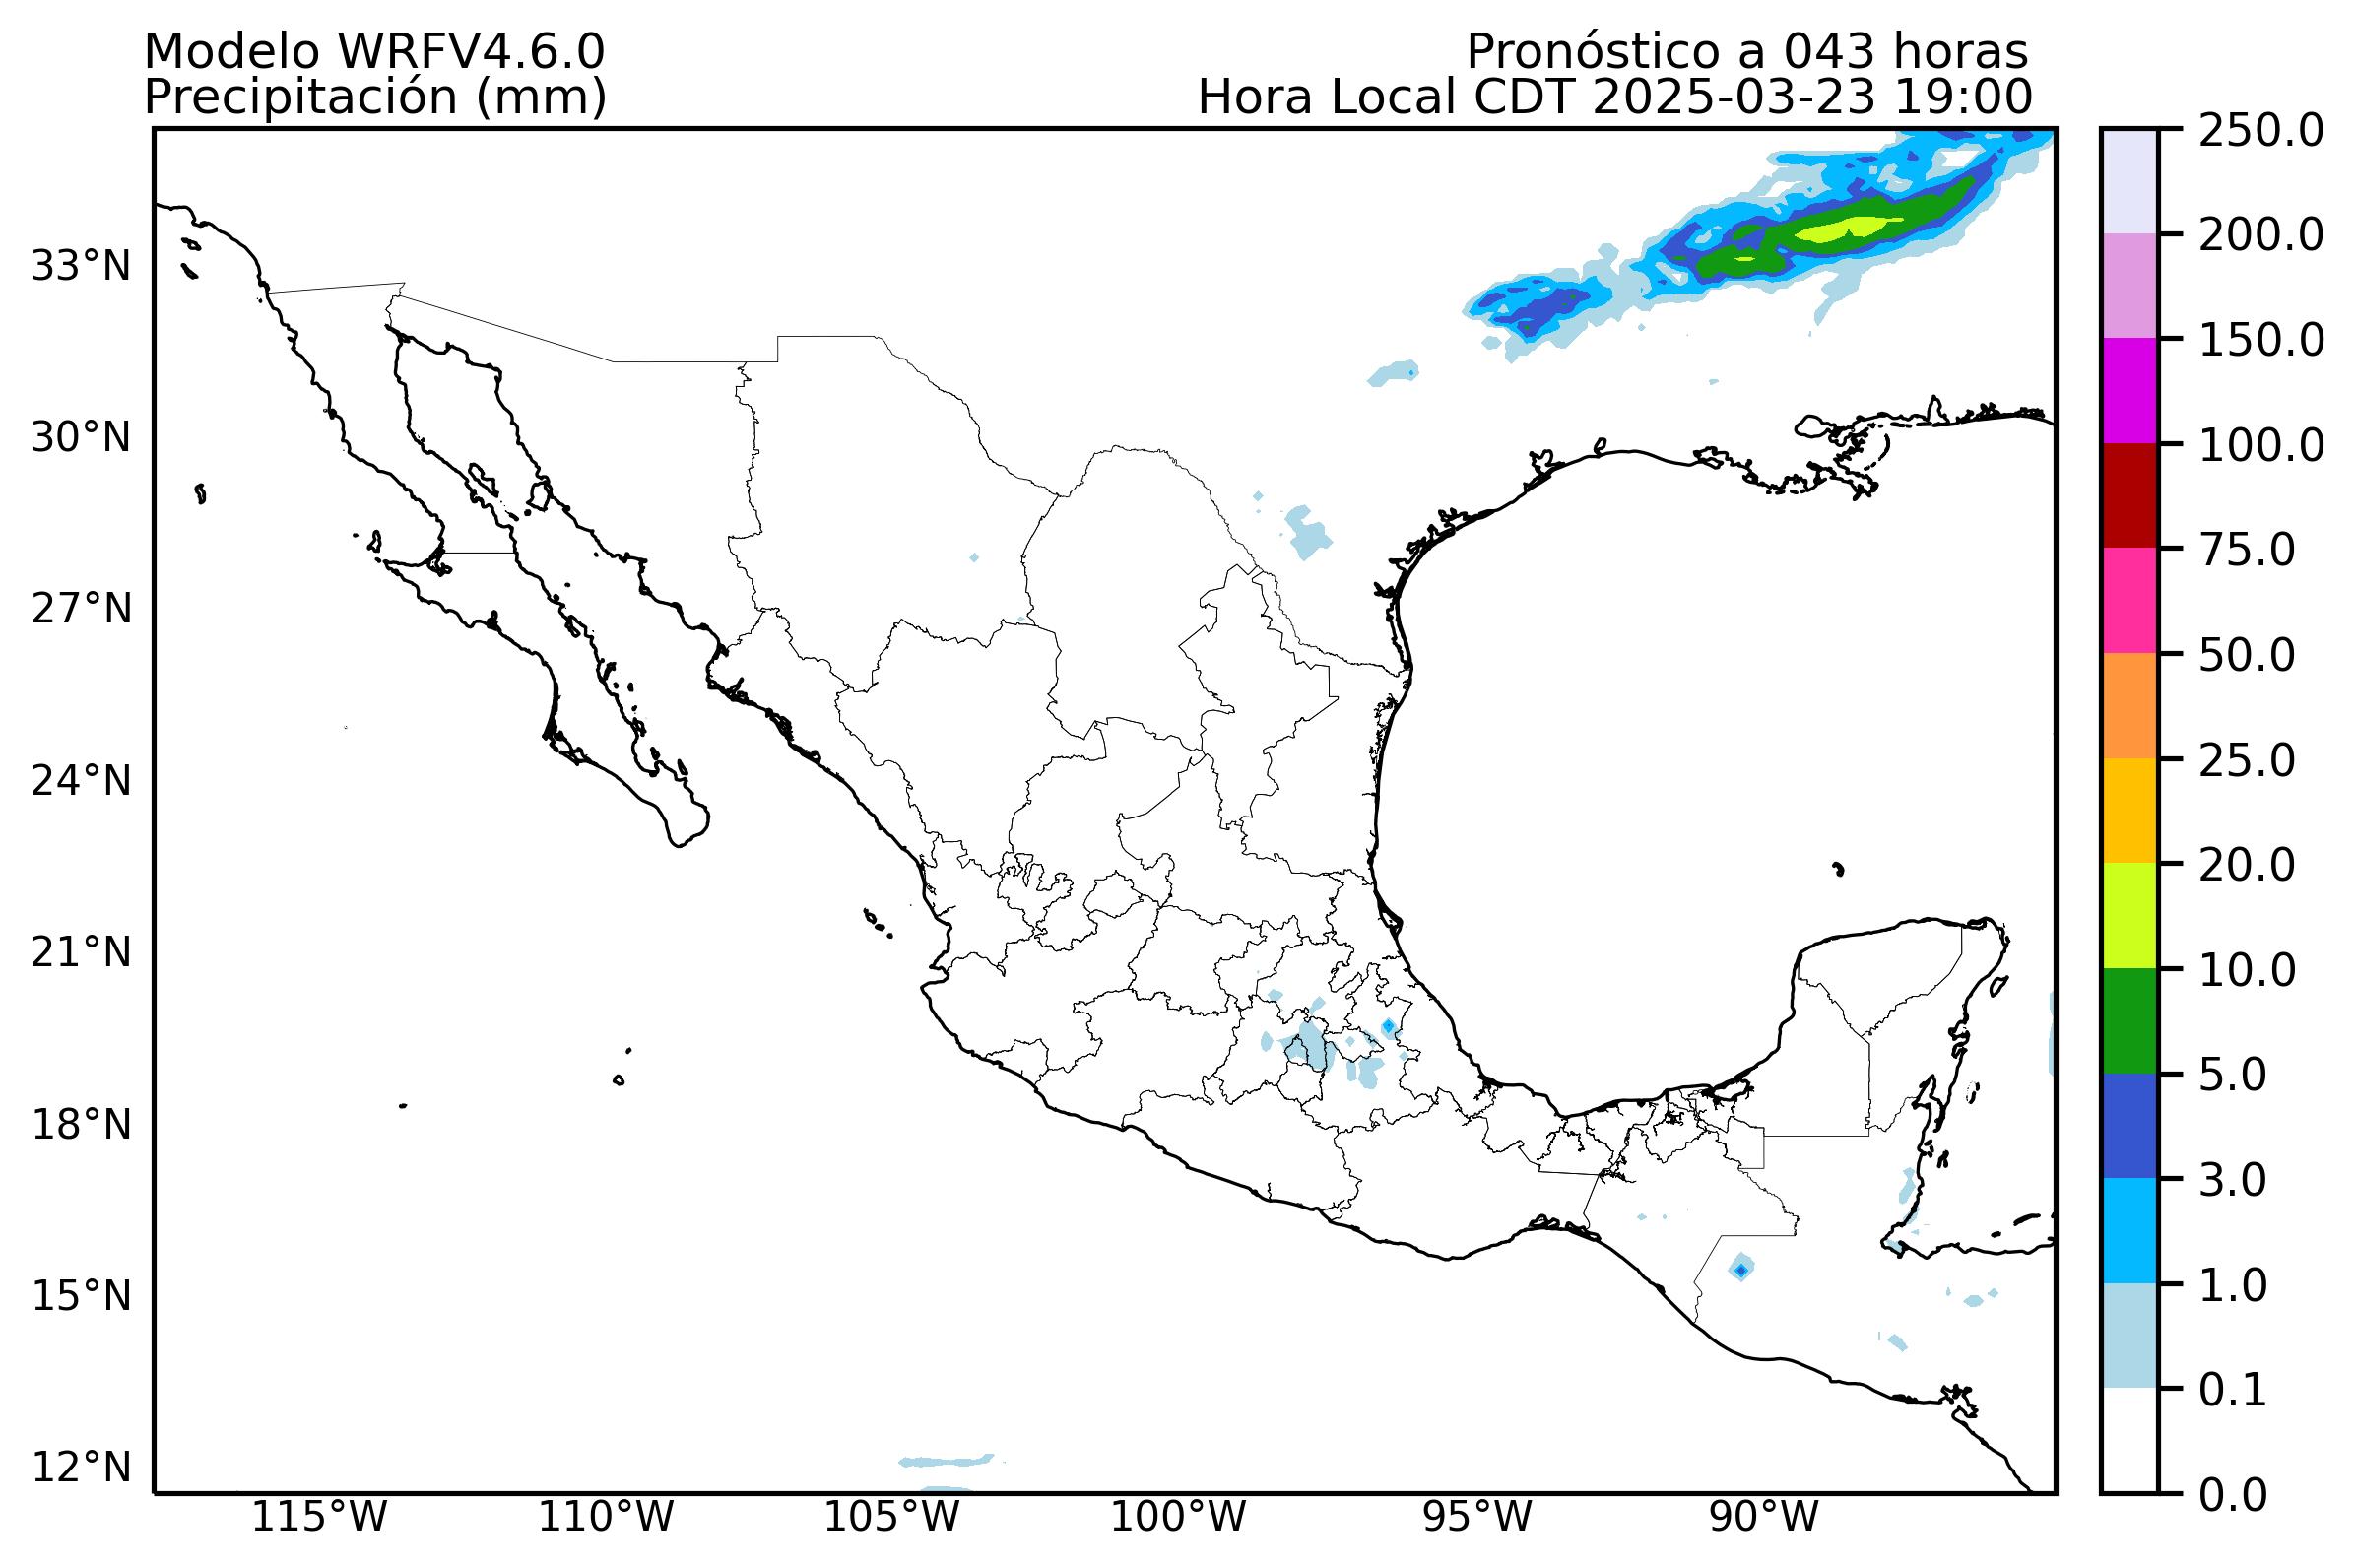 Modelo WRFV4.6.0
Pronóstico a 043 horas
Precipitación (mm)
Hora Local CDT 2025-03-23 19:00
33°N
30°N
27°N
24°N
21°N
18°N
15°N
12°N
115°W
110°W
105°W
100°W
95°W
90°W
250.0
200.0
150.0
100.0
75.0
50.0
25.0
20.0
10.0
5.0
3.0
1.0
0.1
0.0